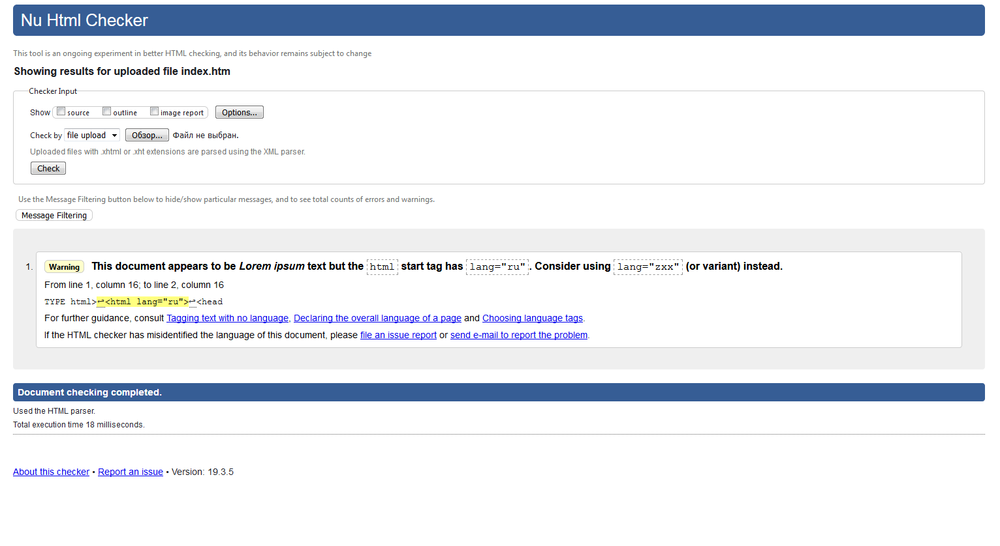 Nu Html Checker
This tool is an ongoing experiment in better HTML checking, and its behavior remains subject to change
Showing results for uploaded file index.htm
Checker Input
Show source outline image report Options...
Check by file upload Обзор... Файл не выбран.
Uploaded files with .xhtml or .xht extensions are parsed using the XML parser.
Check
Use the Message Filtering button below to hide/show particular messages, and to see total counts of errors and warnings.
Message Filtering
1. Warning This document appears to be Lorem ipsum text but the html start tag has lang="ru". Consider using lang="zxx" (or variant) instead.
From line 1, column 16; to line 2, column 16
TYPE html>↩<html lang="ru">↩<head
For further guidance, consult Tagging text with no language, Declaring the overall language of a page and Choosing language tags.
If the HTML checker has misidentified the language of this document, please file an issue report or send e-mail to report the problem.
Document checking completed.
Used the HTML parser.
Total execution time 18 milliseconds.
About this checker • Report an issue • Version: 19.3.5